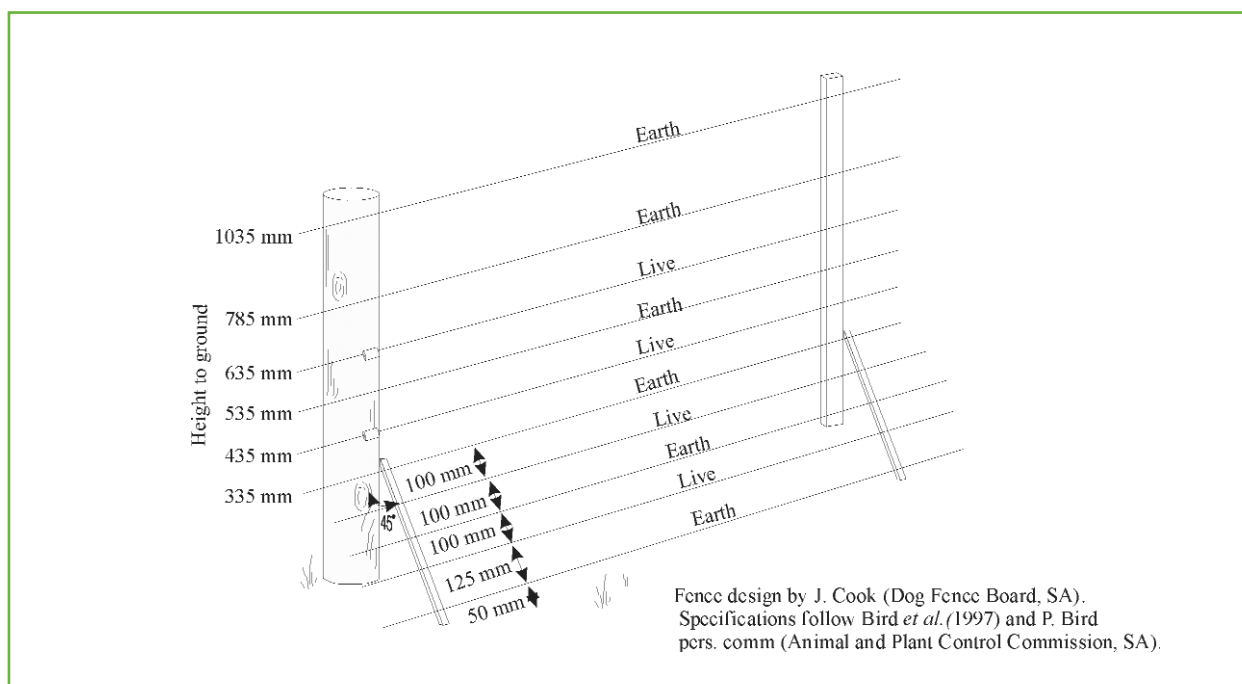 Earth
Earth
1035 mm
Live
Earth
785 mm
Live
635 mm
Earth
535 mm
Live
435 mm
Earth
335 mm
Live
Earth
Height to ground
100 mm
100 mm
45°
100 mm
125 mm
50 mm
Fence design by J. Cook (Dog Fence Board, SA).
Specifications follow Bird et al.(1997) and P. Bird
pers. comm (Animal and Plant Control Commission, SA).